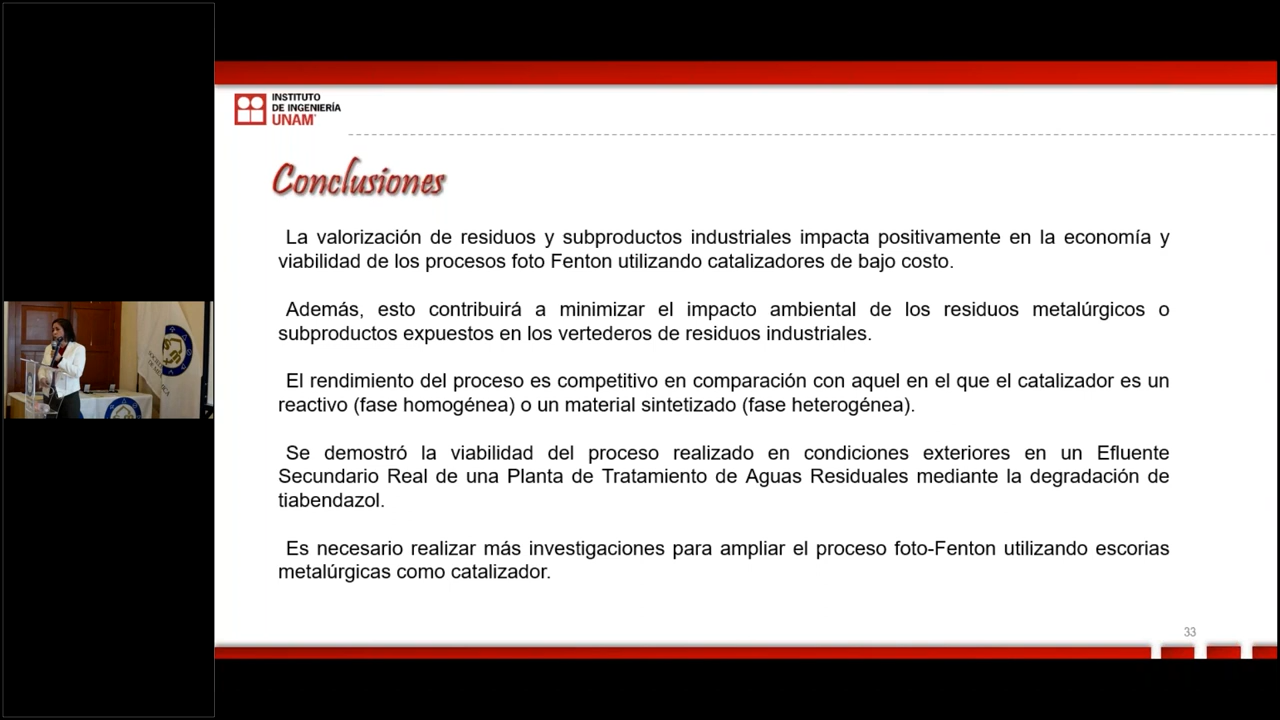 INSTITUTO
DE INGENIERÍA
UNAM
Conclusiones
La valorización de residuos y subproductos industriales impacta positivamente en la economía y
viabilidad de los procesos foto Fenton utilizando catalizadores de bajo costo.
Además, esto contribuirá a minimizar el impacto ambiental de los residuos metalúrgicos o
subproductos expuestos en los vertederos de residuos industriales.
El rendimiento del proceso es competitivo en comparación con aquel en el que el catalizador es un
reactivo (fase homogénea) o un material sintetizado (fase heterogénea).
Se demostró la viabilidad del proceso realizado en condiciones exteriores en un Efluente
Secundario Real de una Planta de Tratamiento de Aguas Residuales mediante la degradación de
tiabendazol.
Es necesario realizar más investigaciones para ampliar el proceso foto-Fenton utilizando escorias
metalúrgicas como catalizador.
33